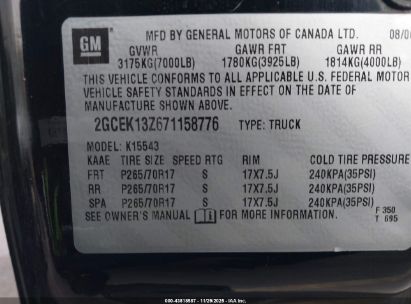 GM
MFD BY GENERAL MOTORS OF CANADA LTD.
GVWR GAWR FRT GAWR RR
3175KG(7000LB) 1780KG(3925LB) 1814KG(4000LB)
THIS VEHICLE CONFORMS TO ALL APPLICABLE U.S. FEDERAL MOTOR
VEHICLE SAFETY STANDARDS IN EFFECT ON THE DATE OF
MANUFACTURE SHOWN ABOVE.
2GCEK13Z671158776 TYPE: TRUCK
MODEL: K15543
KAAE TIRE SIZE SPEED RTG RIM COLD TIRE PRESSURE
FRT P265/70R17 S 17X7.5J 240KPA(35PSI)
RR P265/70R17 S 17X7.5J 240KPA(35PSI)
SPA P265/70R17 S 17X7.5J 240KPA(35PSI)
SEE OWNER'S MANUAL FOR MORE INFORMATION.
F 350
T 695